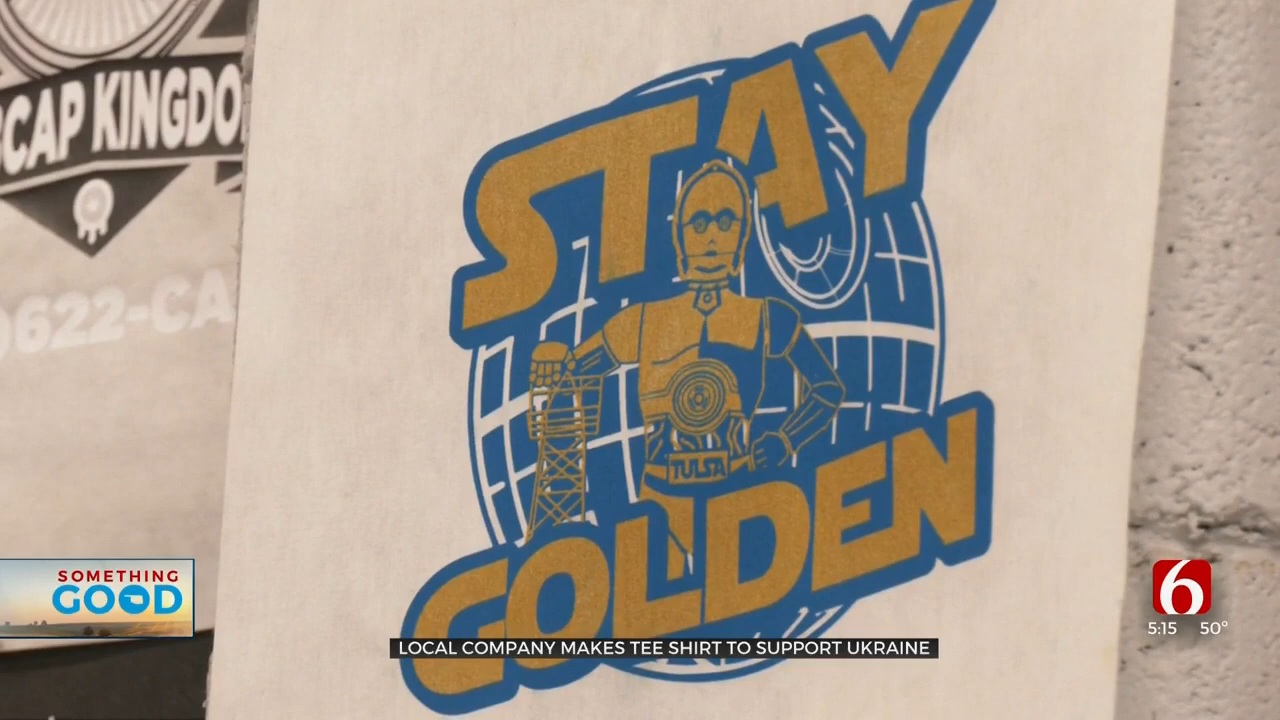 CAP KINGDO
0622-CA
STAY
TULSA
GOLDEN
SOMETHING
GOOD
LOCAL COMPANY MAKES TEE SHIRT TO SUPPORT UKRAINE
6
5:15 50°